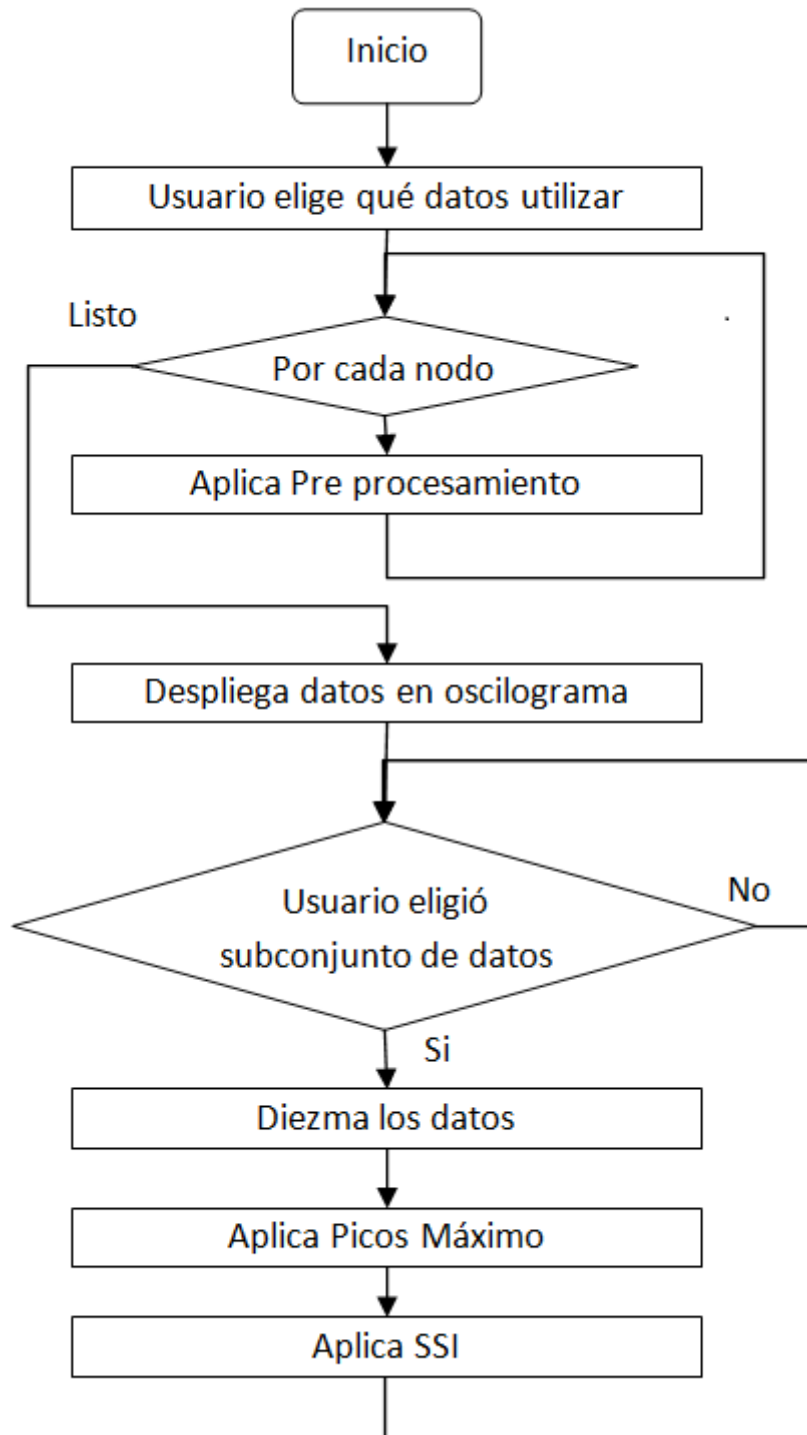 Inicio
Usuario elige qué datos utilizar
Listo
Por cada nodo
Aplica Pre procesamiento
Despliega datos en oscilograma
Usuario eligió
subconjunto de datos
No
Si
Diezma los datos
Aplica Picos Máximo
Aplica SSI